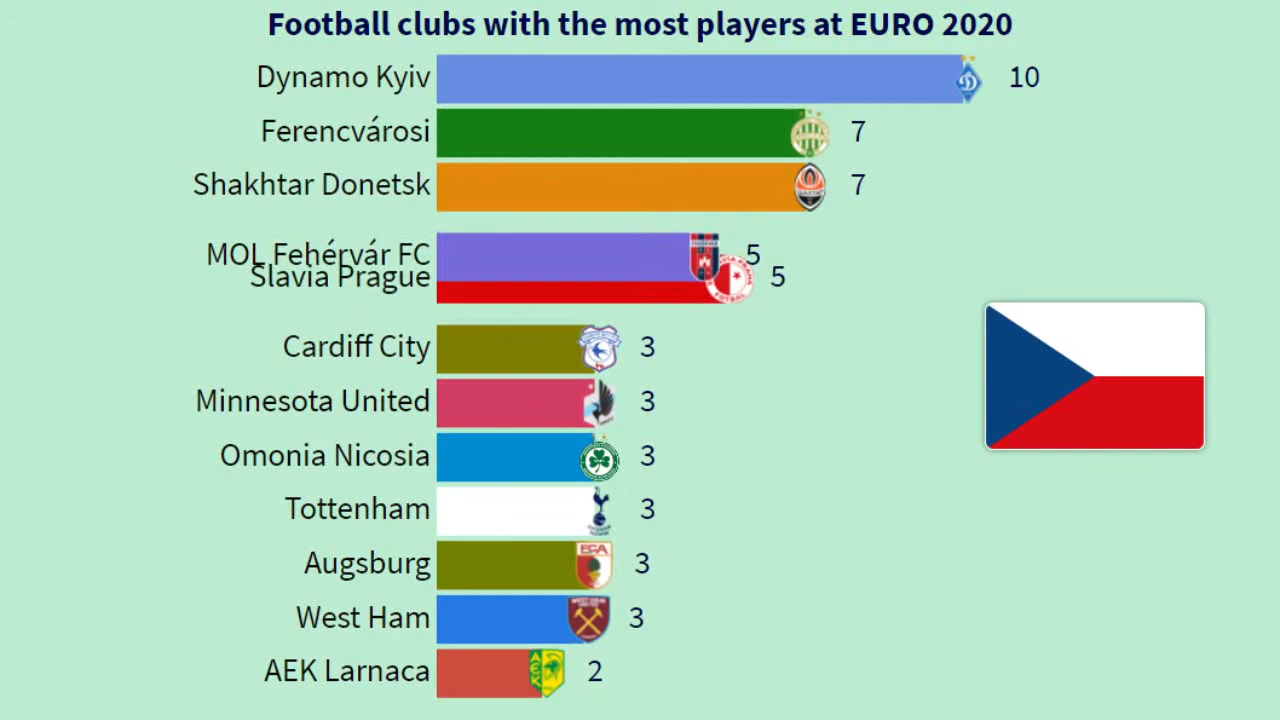 Football clubs with the most players at EURO 2020
Dynamo Kyiv 10
Ferencvárosi 7
Shakhtar Donetsk 7
MOL Fehérvár FC 5
Slavia Prague 5
Cardiff City 3
Minnesota United 3
Omonia Nicosia 3
Tottenham 3
Augsburg 3
West Ham 3
AEK Larnaca 2